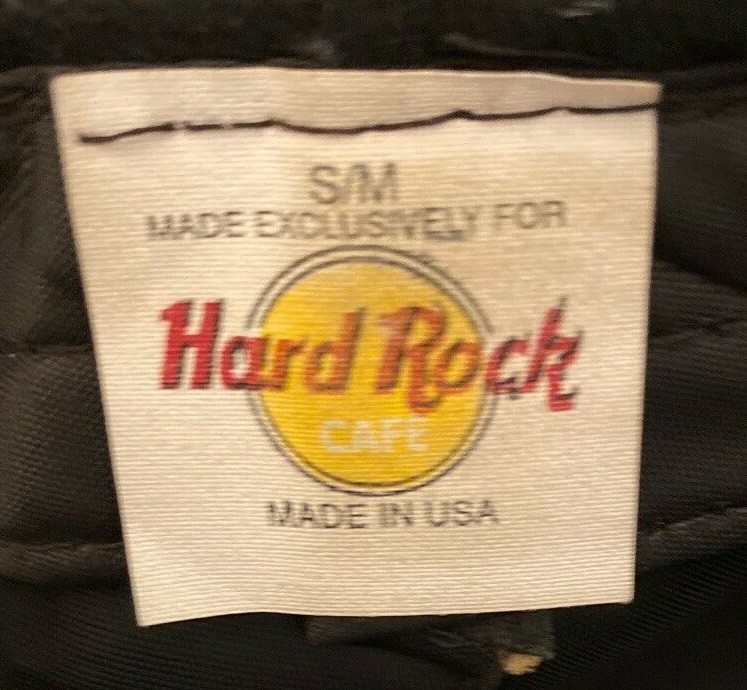 S/M
MADE EXCLUSIVELY FOR
Hard Rock
CAFE
MADE IN USA